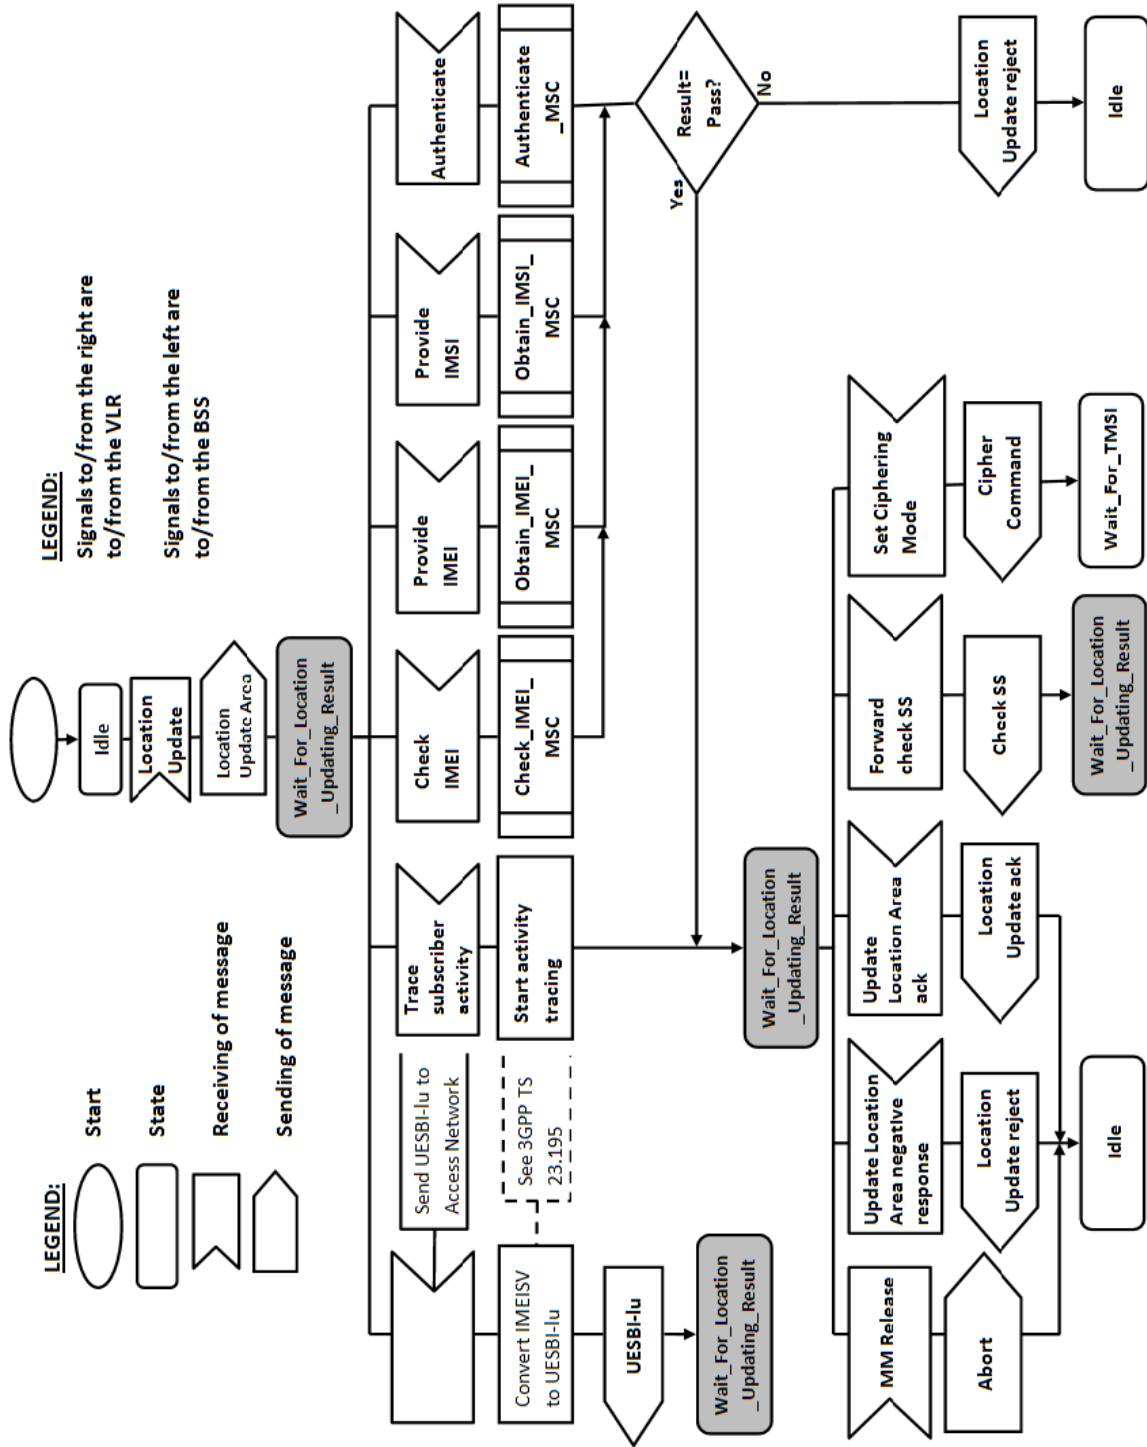 LEGEND:
Start
State
Receiving of message
Sending of message
LEGEND:
Signals to/from the right are
to/from the VLR
Signals to/from the left are
to/from the BSS
Idle
Location
Update
Location
Update Area
Wait_For_Location
_Updating_Result
Send UESBI-Iu to
Access Network
Convert IMEISV
to UESBI-Iu
See 3GPP TS
23.195
UESBI-Iu
Wait_For_Location
_Updating_Result
Trace
subscriber
activity
Start activity
tracing
Check
IMEI
Check_IMEI_
MSC
Provide
IMEI
Obtain_IMEI_
MSC
Provide
IMSI
Obtain_IMSI_
MSC
Authenticate
Authenticate
_MSC
Result=
Pass?
Yes
No
Location
Update reject
Idle
Wait_For_Location
_Updating_Result
MM Release
Abort
Update Location
Area negative
response
Location
Update reject
Idle
Update
Location Area
ack
Location
Update ack
Forward
check SS
Check SS
Wait_For_Location
_Updating_Result
Set Ciphering
Mode
Cipher
Command
Wait_For_TMSI